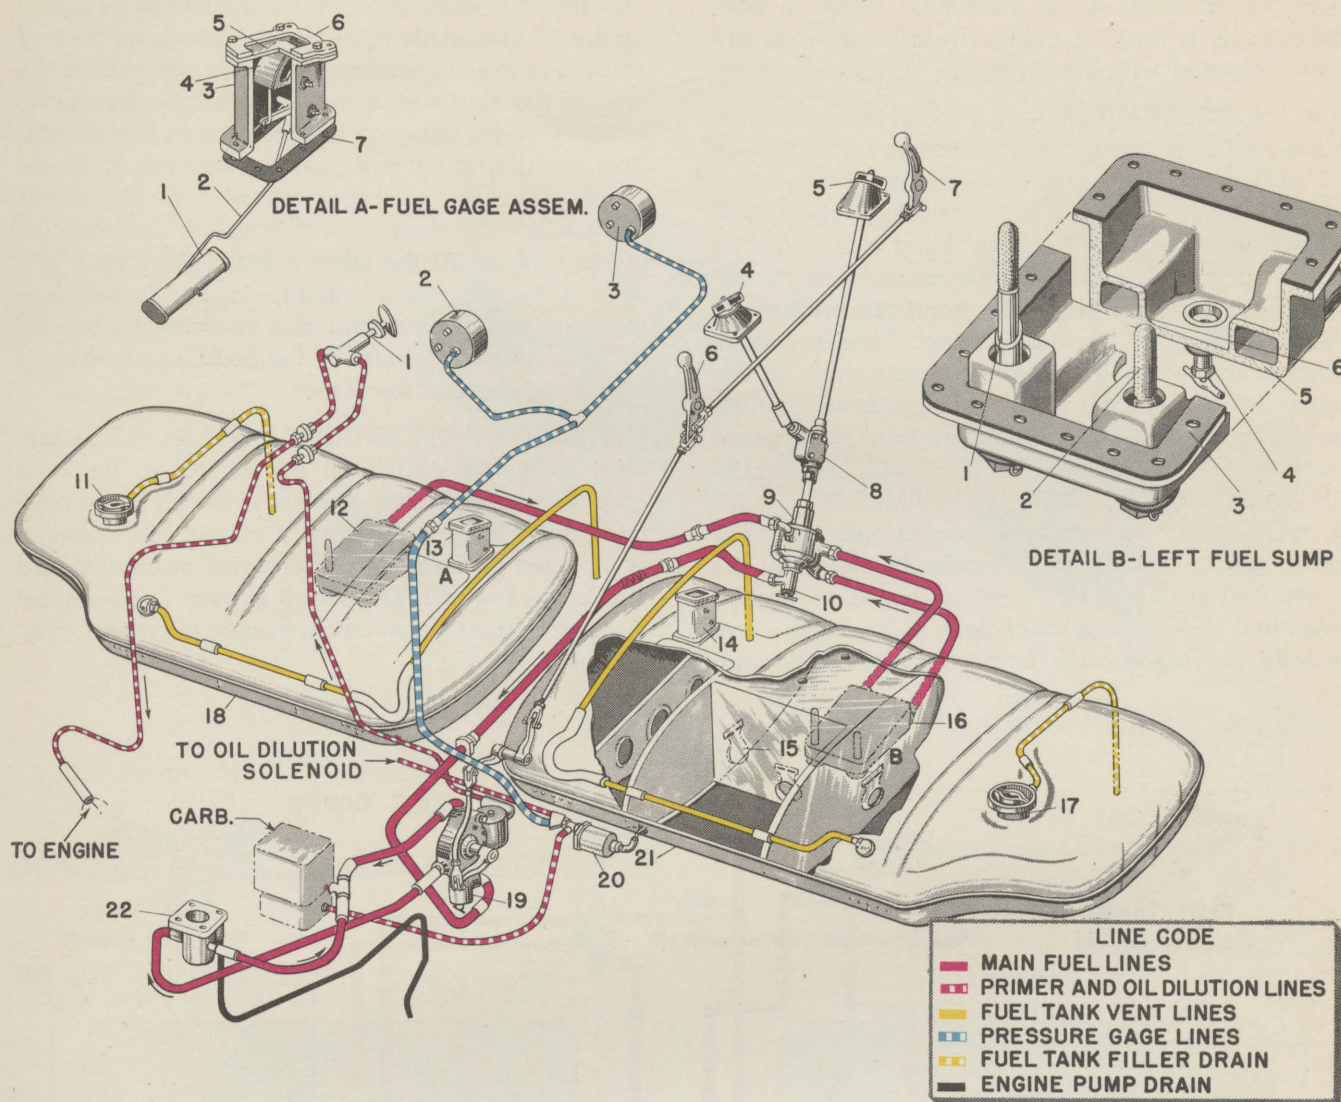 5
6
4
3
7
2
1
DETAIL A-FUEL GAGE ASSEM.
3
2
1
5
7
4
6
8
9
10
1
2
3
4
5
6
DETAIL B-LEFT FUEL SUMP
11
12
13
A
14
15
16
B
17
18
TO OIL DILUTION
SOLENOID
CARB.
TO ENGINE
19
20
21
22
LINE CODE
MAIN FUEL LINES
PRIMER AND OIL DILUTION LINES
FUEL TANK VENT LINES
PRESSURE GAGE LINES
FUEL TANK FILLER DRAIN
ENGINE PUMP DRAIN